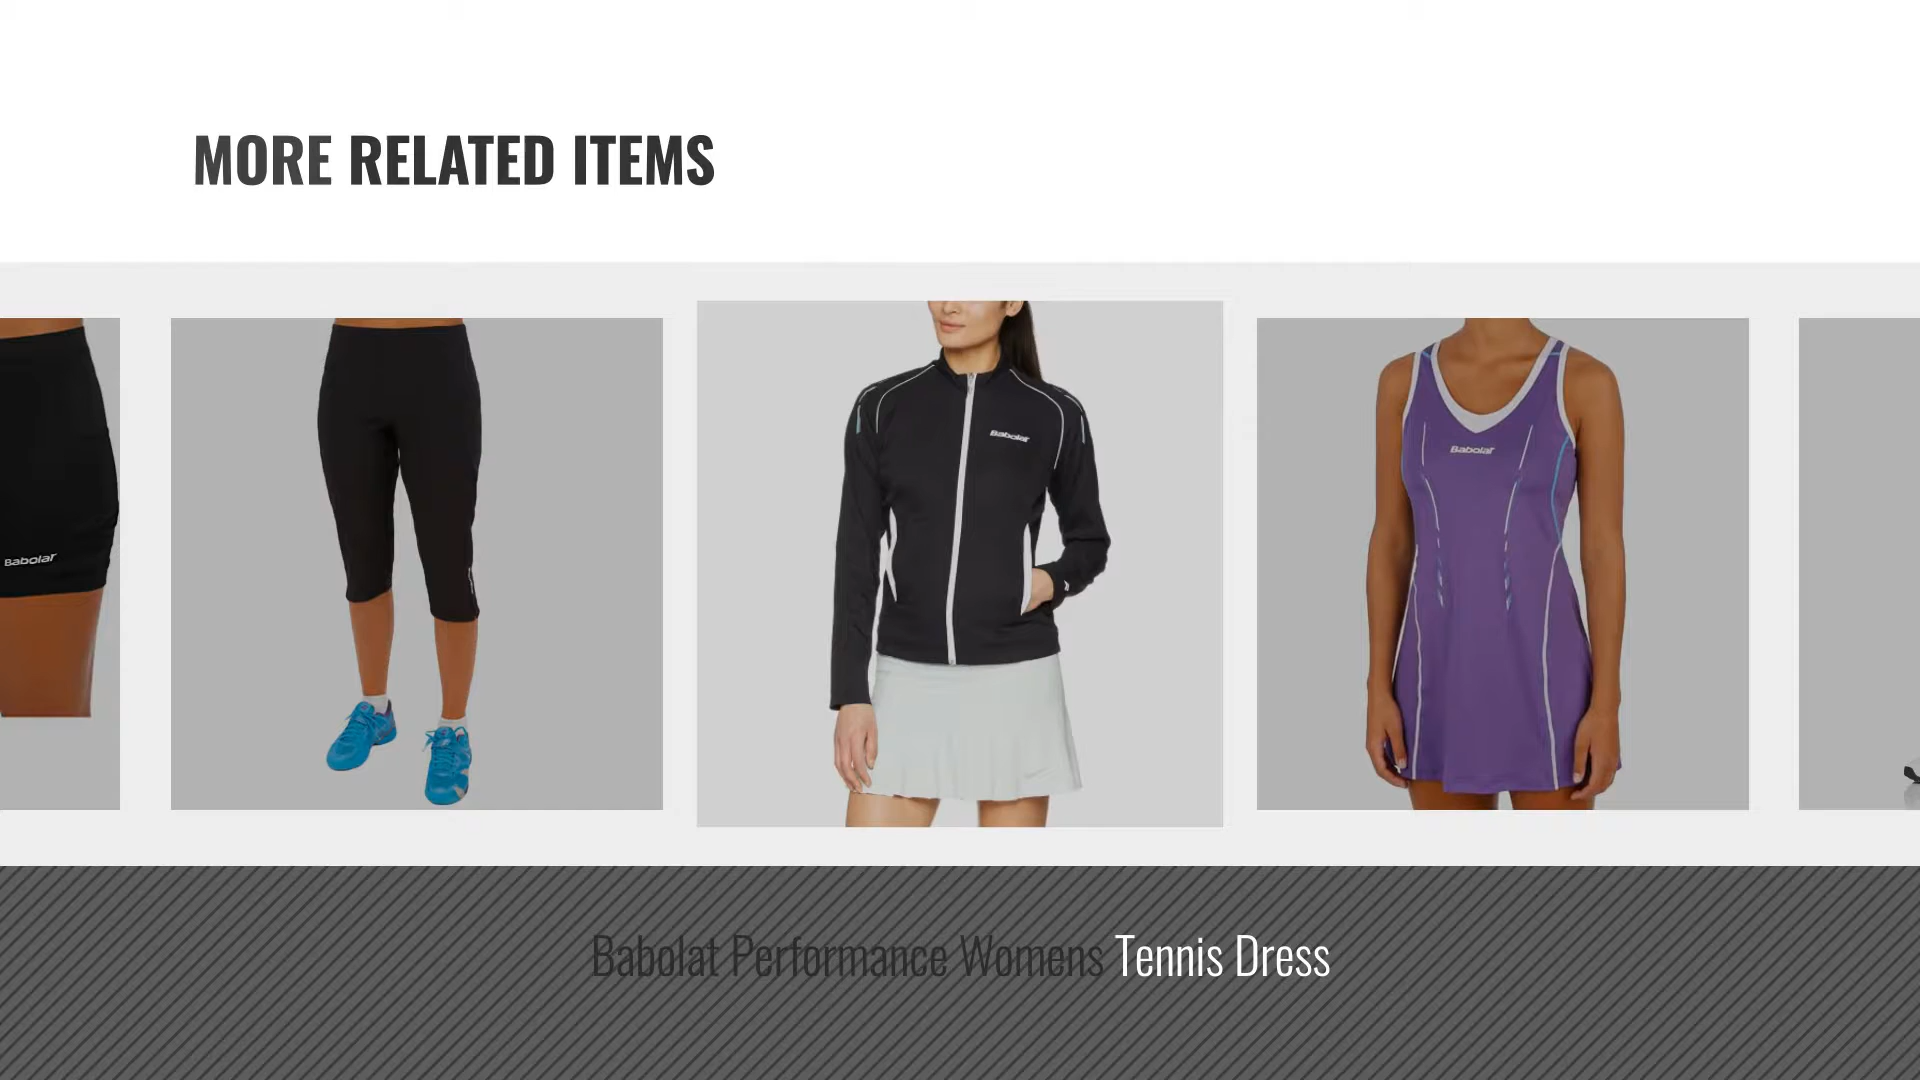 MORE RELATED ITEMS
Babolat
Babolat
Babolat
Babolat Performance Womens Tennis Dress